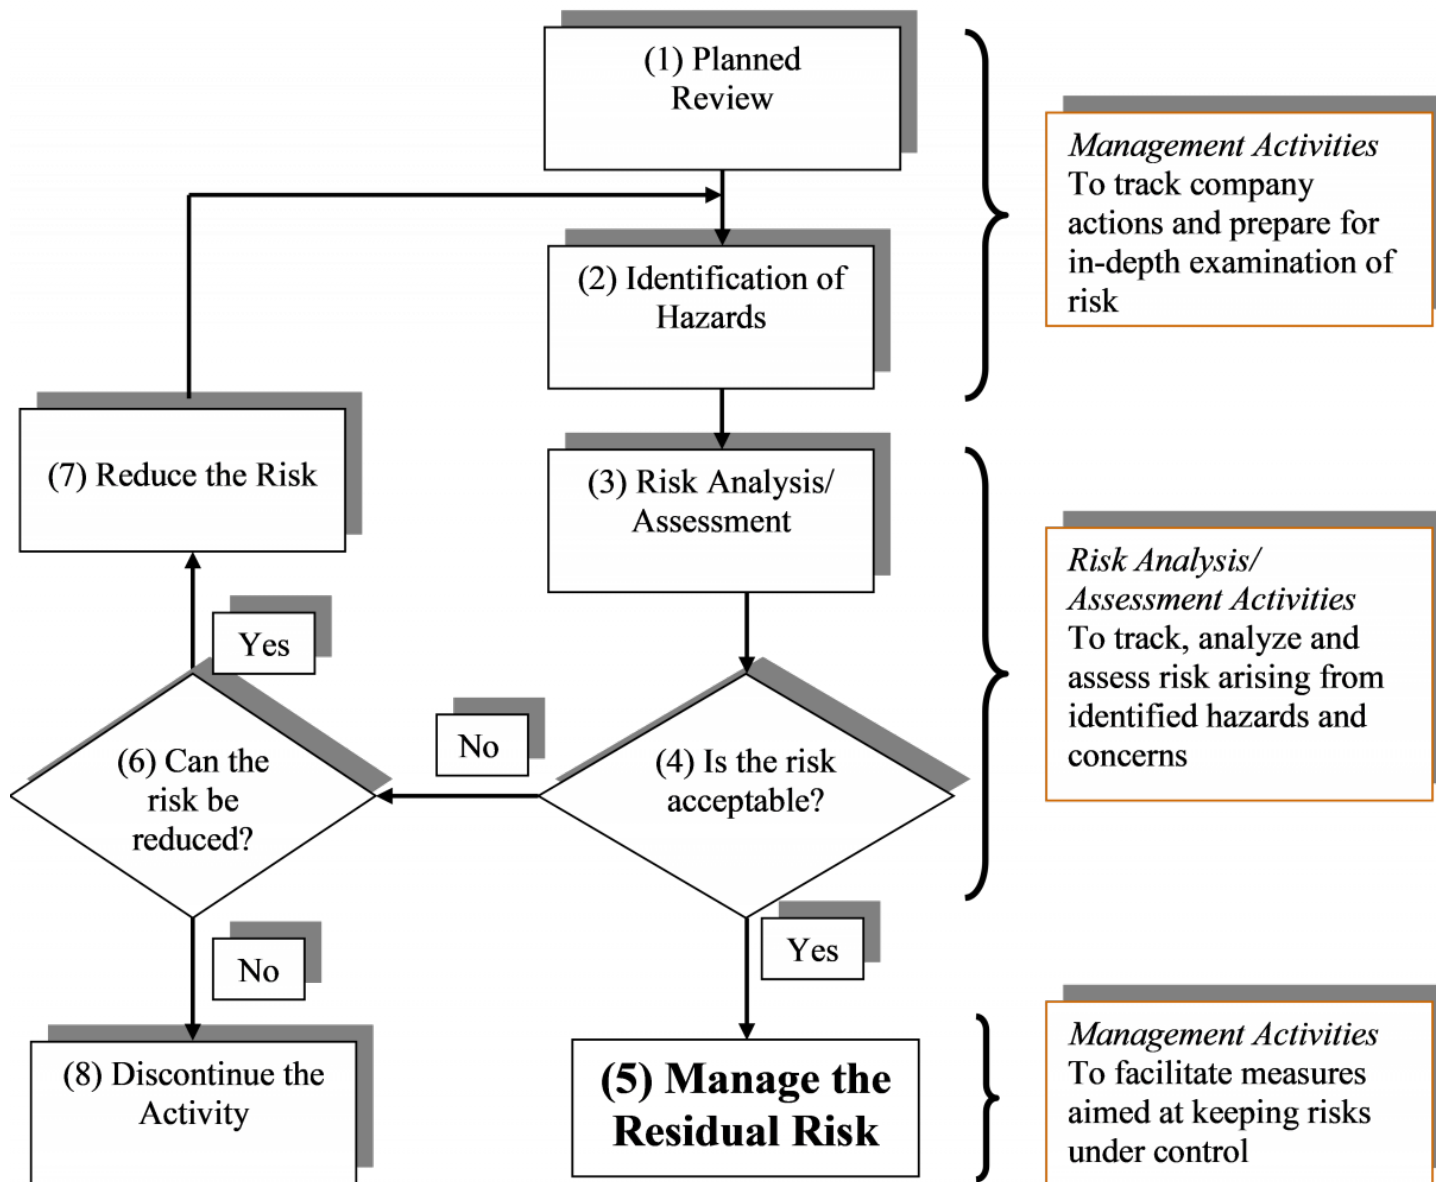 (1) Planned
Review
Management Activities
To track company
actions and prepare for
in-depth examination of
risk
(2) Identification of
Hazards
(7) Reduce the Risk
(3) Risk Analysis/
Assessment
Risk Analysis/
Assessment Activities
To track, analyze and
assess risk arising from
identified hazards and
concerns
Yes
No
(6) Can the
risk be
reduced?
(4) Is the risk
acceptable?
No
Yes
(8) Discontinue the
Activity
(5) Manage the
Residual Risk
Management Activities
To facilitate measures
aimed at keeping risks
under control